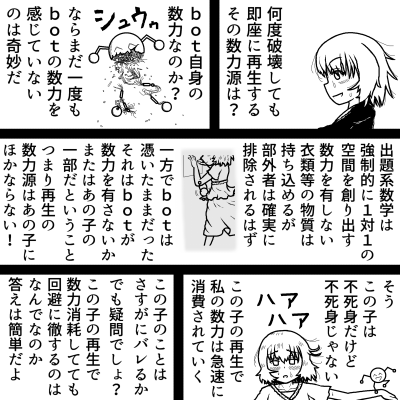 何度破壊しても
即座に再生する
その数力源は？
bot自身の
数力なのか？
シュウゥ
ならまだ一度も
botの数力を
感じていない
のは奇妙だ
出題系数学は
強制的に1対1の
空間を創り出す
数力を有しない
衣類等の物質は
持ち込めるが
部外者は確実に
排除されるはず
一方でbotは
憑いたままだった
それはbotが
数力を有さないか
またはあの子の
一部だということ
つまり再生の
数力源はあの子に
ほかならない！
そう
この子は
不死身だけど
不死身じゃない
ハア
ハア
この子の再生で
私の数力は急速に
消費されていく
この子のことは
さすがにバレるか
でも疑問でしょ？
この子の再生で
数力消耗してても
回避に徹するのは
なんでなのか
答えは簡単だよ